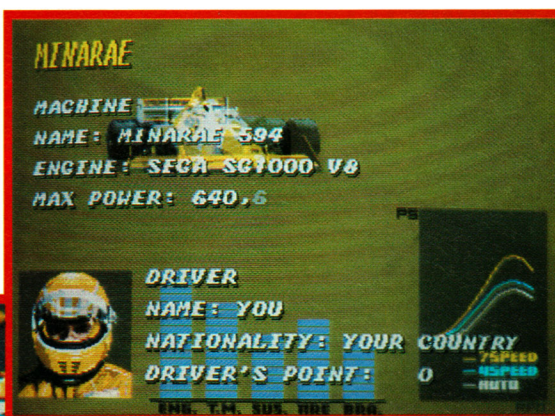 MINARAE
MACHINE
NAME: MINARAE 594
ENGINE: SEGA SG1000 V8
MAX POWER: 640.6
PS
DRIVER
NAME: YOU
NATIONALITY: YOUR COUNTRY
DRIVER'S POINT: 0
7SPEED
4SPEED
AUTO
ENG. T.M. SUS. TIRE BRA.